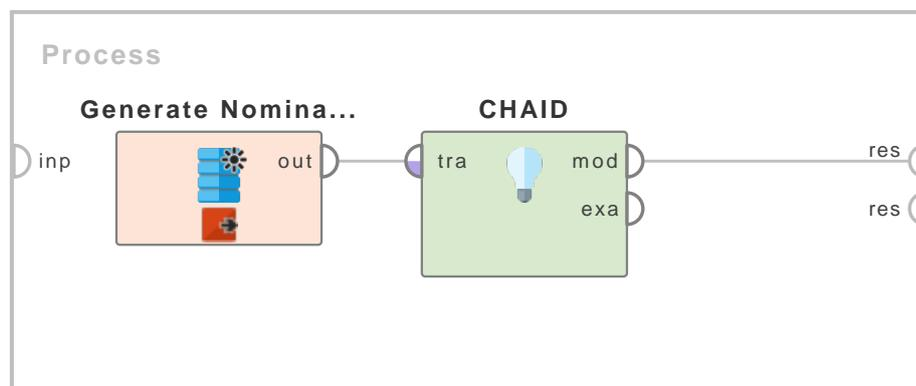 Process
Generate Nomina...
CHAID
inp
out
tra
mod
res
exa
res